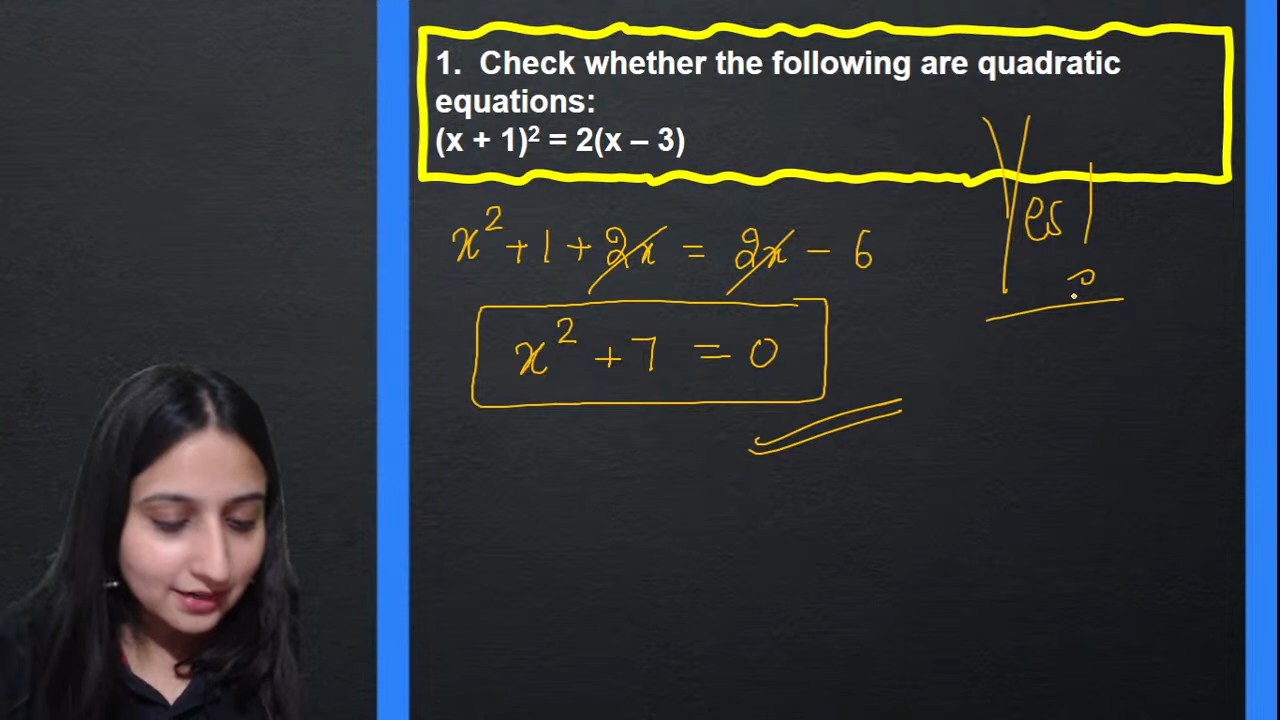 1. Check whether the following are quadratic
equations:
(x + 1)² = 2(x – 3)
x² + 1 + 2x = 2x - 6
x² + 7 = 0
Yes!